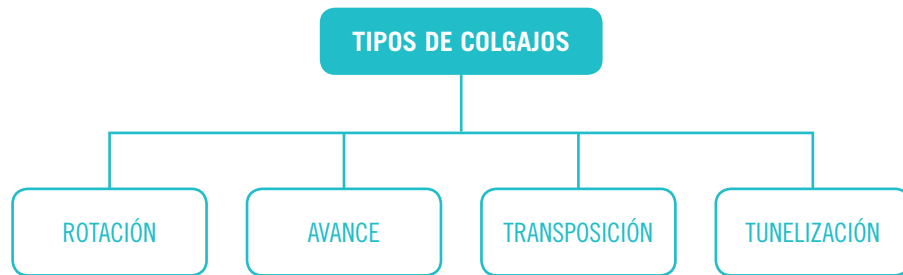 TIPOS DE COLGAJOS
ROTACIÓN
AVANCE
TRANSPOSICIÓN
TUNELIZACIÓN